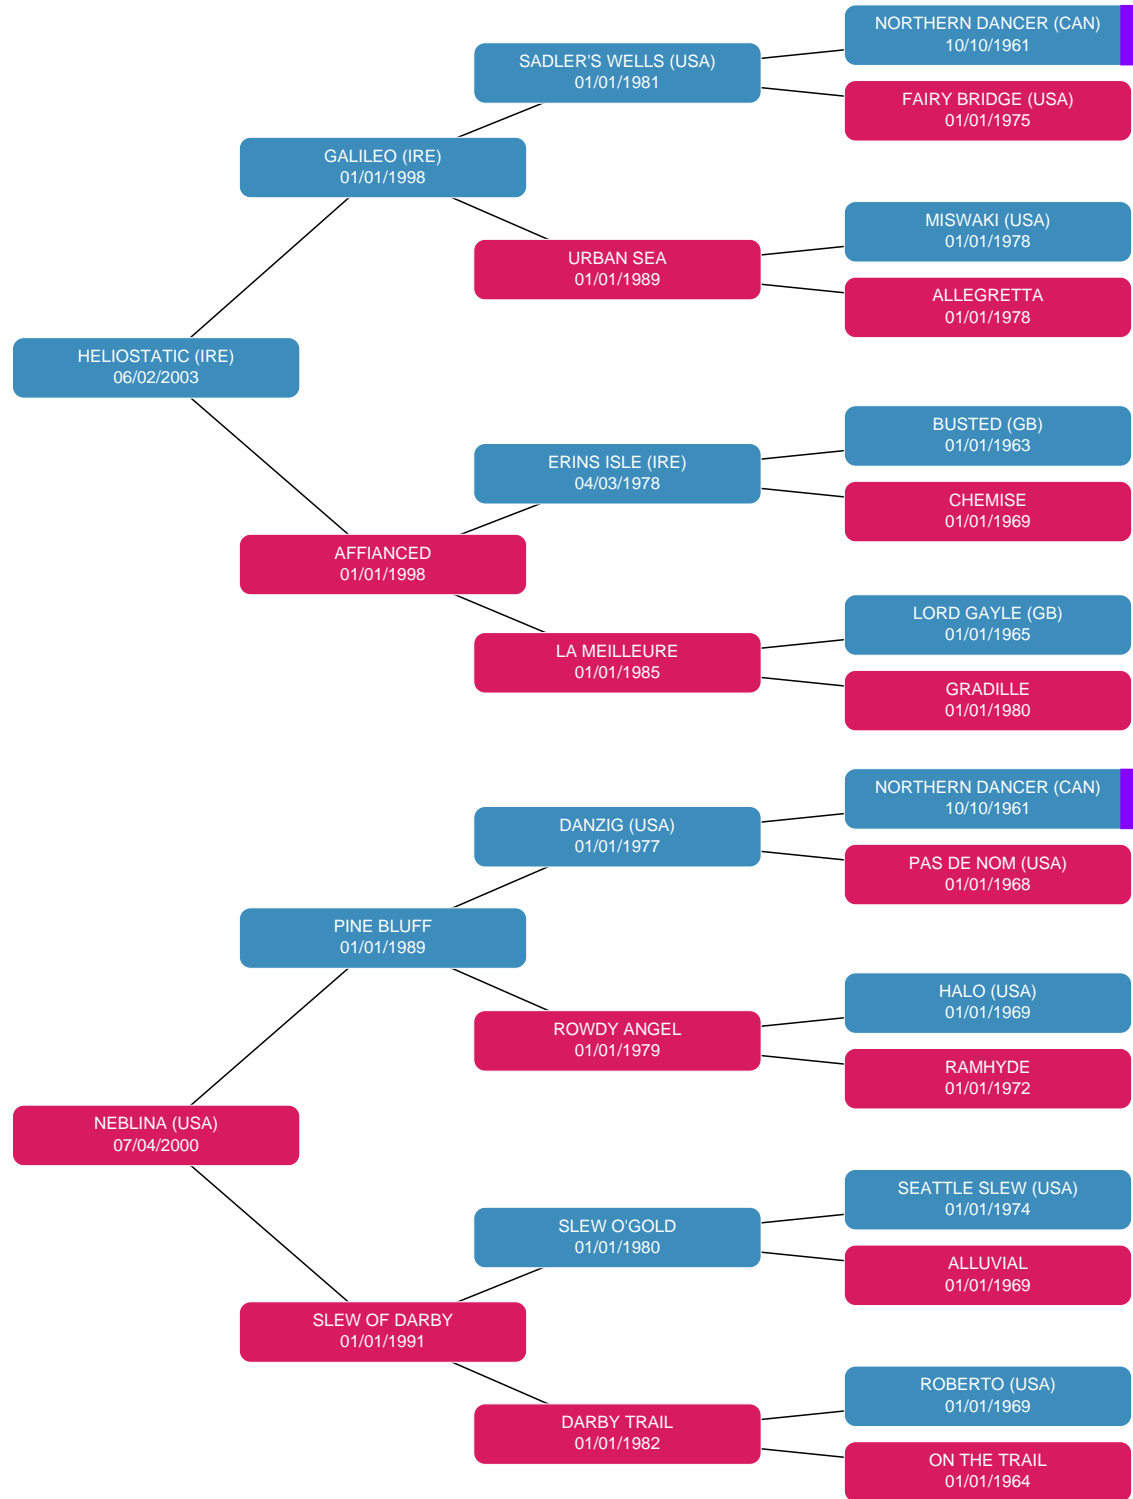 NORTHERN DANCER (CAN)
10/10/1961
SADLER'S WELLS (USA)
01/01/1981
FAIRY BRIDGE (USA)
01/01/1975
GALILEO (IRE)
01/01/1998
MISWAKI (USA)
01/01/1978
URBAN SEA
01/01/1989
ALLEGRETTA
01/01/1978
HELIOSTATIC (IRE)
06/02/2003
BUSTED (GB)
01/01/1963
ERINS ISLE (IRE)
04/03/1978
CHEMISE
01/01/1969
AFFIANCED
01/01/1998
LORD GAYLE (GB)
01/01/1965
LA MEILLEURE
01/01/1985
GRADILLE
01/01/1980
NORTHERN DANCER (CAN)
10/10/1961
DANZIG (USA)
01/01/1977
PAS DE NOM (USA)
01/01/1968
PINE BLUFF
01/01/1989
HALO (USA)
01/01/1969
ROWDY ANGEL
01/01/1979
RAMHYDE
01/01/1972
NEBLINA (USA)
07/04/2000
SEATTLE SLEW (USA)
01/01/1974
SLEW O'GOLD
01/01/1980
ALLUVIAL
01/01/1969
SLEW OF DARBY
01/01/1991
ROBERTO (USA)
01/01/1969
DARBY TRAIL
01/01/1982
ON THE TRAIL
01/01/1964